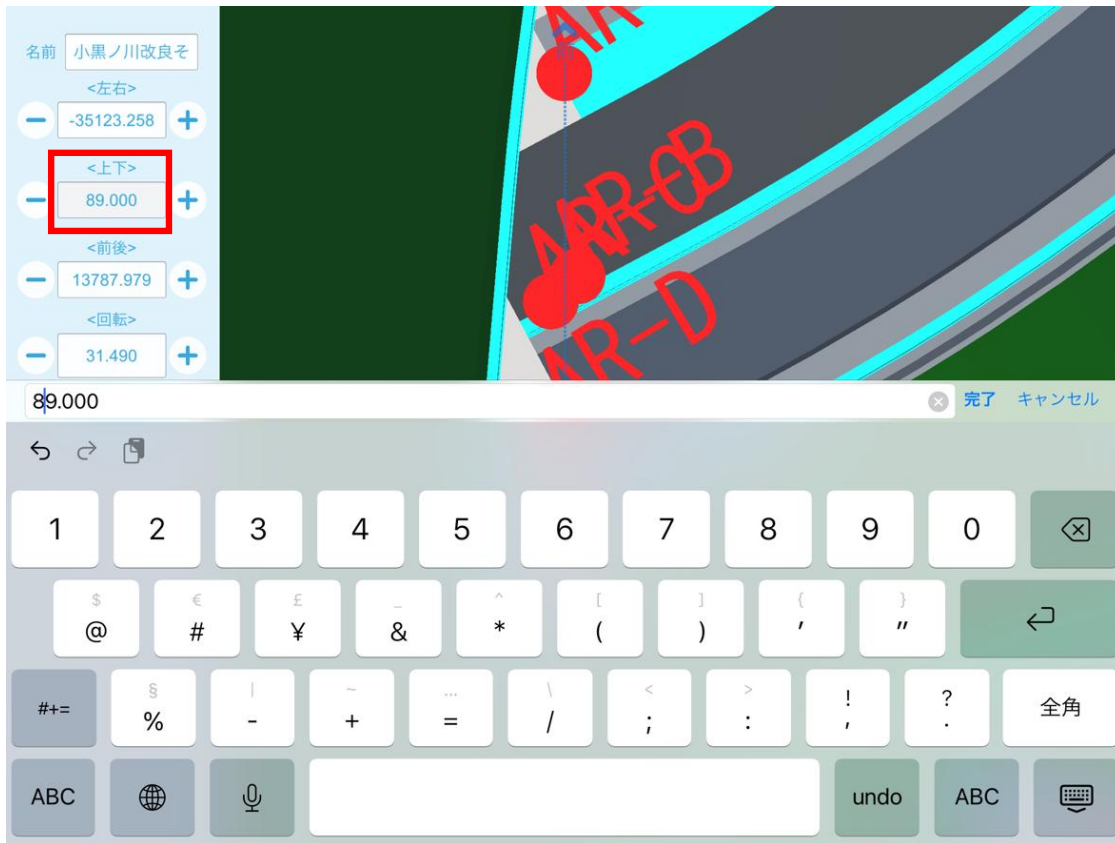 名前 小黒ノ川改良そ
<左右>
-35123.258
<上下>
89.000
<前後>
13787.979
<回転>
31.490
AR-B
AR-C
AR-D
89.000
完了 キャンセル
1 2 3 4 5 6 7 8 9 0
$ € £ _ ^ [ ] { }
@ # ¥ & * ( ) ' "
§ | ~ … \ < > ! ?
#+= % - + = / ; : , . 全角
ABC undo ABC